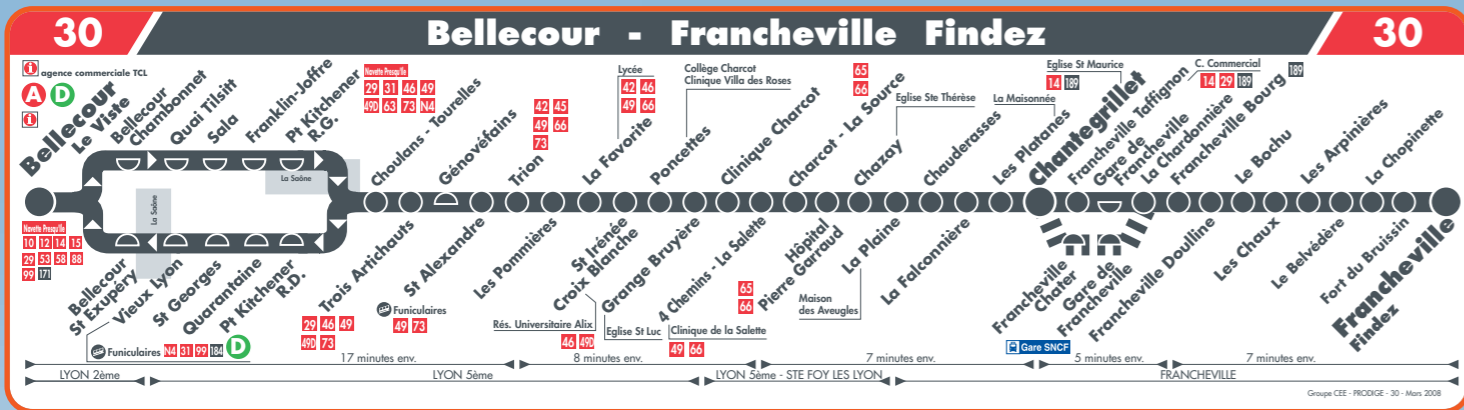 30
Bellecour - Francheville Findez
30
agence commerciale TCL
A D
Bellecour
Le Viste
Bellecour
Chambonnet
Quai Tilsitt
Sala
Franklin-Joffre
Pt Kitchener
R.G.
Navette Presqu'île
29 31 46 49
49D 63 73 N4
Choulans - Tourelles
Génovéfains
Trion
42 45
49 66
73
Lycée
42 46
49 66
La Favorite
Collège Charcot
Clinique Villa des Roses
Poncettes
Clinique Charcot
65
66
Charcot - La Source
Eglise Ste Thérèse
Chazay
Chauderasses
La Maisonnée
Les Platanes
Eglise St Maurice
14 189
Chantegrillet
Francheville Taffignon
Gare de
Francheville
C. Commercial
14 29 189
La Chardonnière
Francheville Bourg
189
Le Bochu
Les Arpinières
La Chopinette
La Saône
La Saône
Navette Presqu'île
10 12 14 15
29 53 58 88
99 171
Bellecour
St Exupéry
Vieux Lyon
Funiculaires N4 31 99 184 D
St Georges
Quarantaine
Pt Kitchener
R.D.
Trois Artichauts
29 46 49
49D 73
St Alexandre
Funiculaires
49 73
Les Pommières
St Irénée
Croix Blanche
Rés. Universitaire Alix
46 49D
Grange Bruyère
Eglise St Luc
4 Chemins - La Salette
Clinique de la Salette
49 66
65
66
Hôpital
Pierre Garraud
La Plaine
Maison
des Aveugles
La Falconnière
Francheville
Chater
Gare de
Francheville
Gare SNCF
Francheville Doulline
Les Chaux
Le Belvédère
Fort du Bruissin
Francheville
Findez
17 minutes env.
8 minutes env.
7 minutes env.
5 minutes env.
7 minutes env.
LYON 2ème
LYON 5ème
LYON 5ème - STE FOY LES LYON
FRANCHEVILLE
Groupe CEE - PRODIGE - 30 - Mars 2008